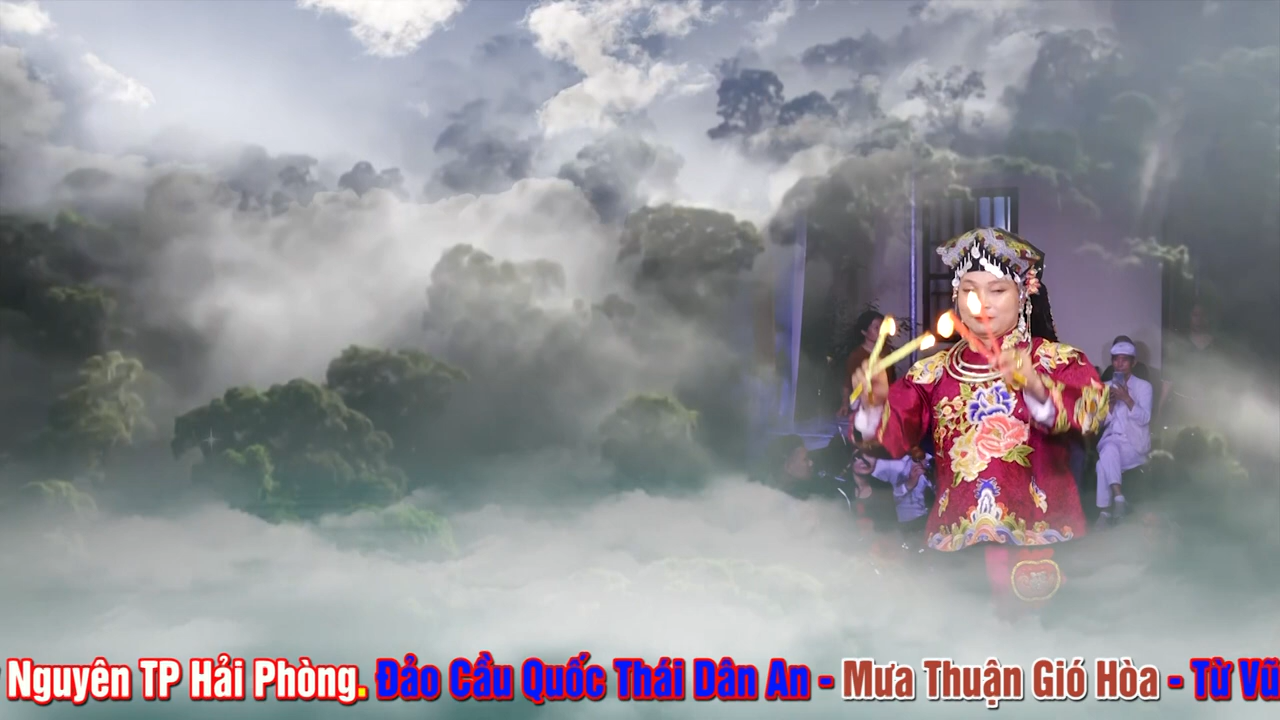 Nguyên TP Hải Phòng. Đảo Cầu Quốc Thái Dân An - Mưa Thuận Gió Hòa - Từ Vũ